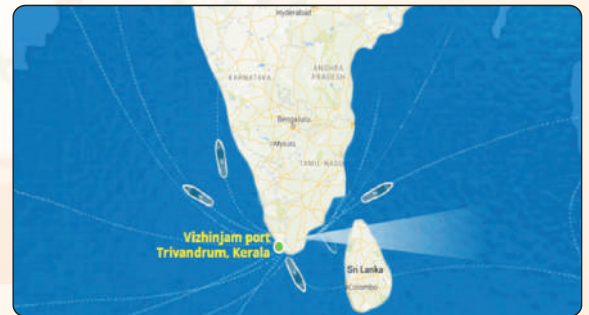 Hyderabad
ANDHRA
PRADESH
KARNATAKA
Bengaluru
Mysuru
TAMIL NADU
Vizhinjam port
Trivandrum, Kerala
Sri Lanka
Colombo